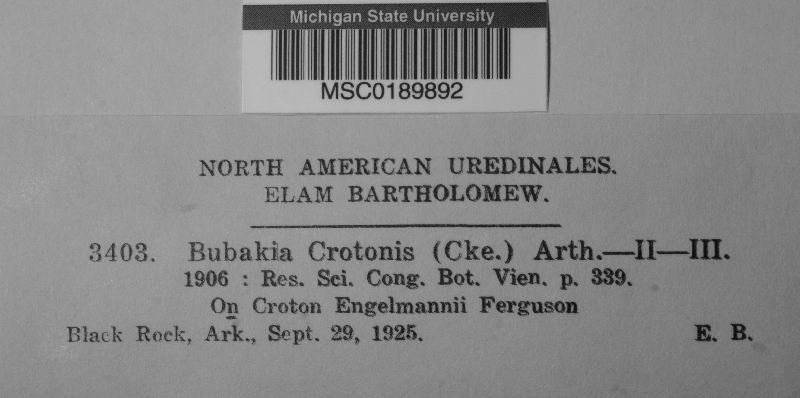 Michigan State University
MSC0189892
NORTH AMERICAN UREDINALES.
ELAM BARTHOLOMEW.
3403. Bubakia Crotonis (Cke.) Arth.—II—III.
1906 : Res. Sci. Cong. Bot. Vien. p. 339.
On Croton Engelmannii Ferguson
Black Rock, Ark., Sept. 29, 1925. E. B.